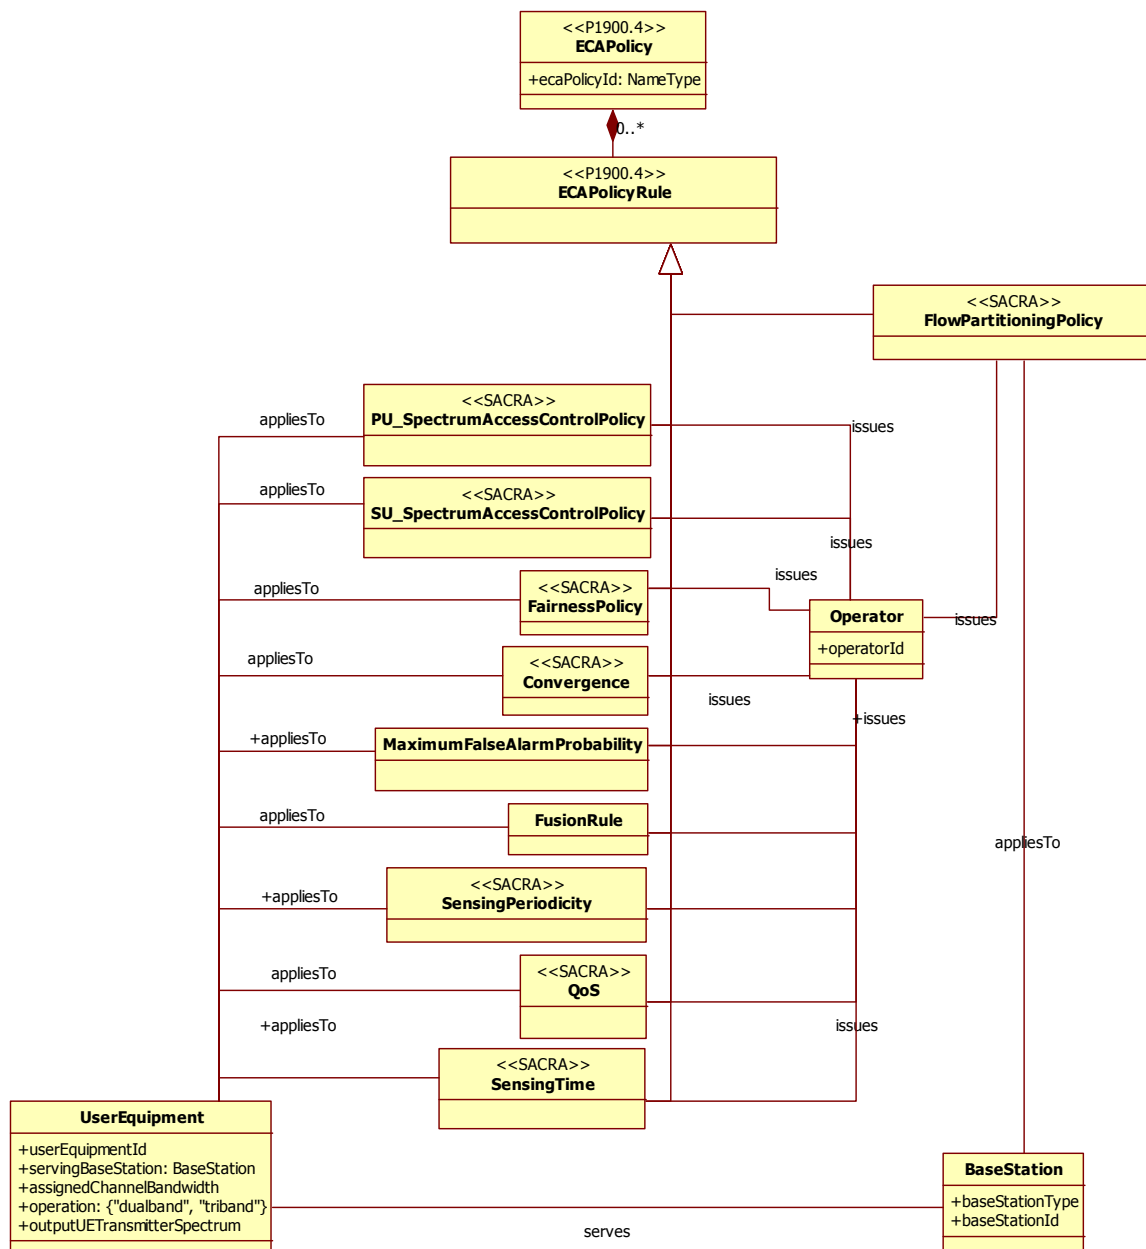 <<P1900.4>>
ECAPolicy
+ecaPolicyId: NameType
0..*
<<P1900.4>>
ECAPolicyRule
<<SACRA>>
FlowPartitioningPolicy
<<SACRA>>
PU_SpectrumAccessControlPolicy
appliesTo
issues
<<SACRA>>
SU_SpectrumAccessControlPolicy
appliesTo
issues
<<SACRA>>
FairnessPolicy
appliesTo
issues
Operator
+operatorId
issues
<<SACRA>>
Convergence
appliesTo
issues
+issues
MaximumFalseAlarmProbability
+appliesTo
FusionRule
appliesTo
appliesTo
<<SACRA>>
SensingPeriodicity
+appliesTo
<<SACRA>>
QoS
appliesTo
+appliesTo
issues
<<SACRA>>
SensingTime
UserEquipment
+userEquipmentId
+servingBaseStation: BaseStation
+assignedChannelBandwidth
+operation: {"dualband", "triband"}
+outputUETransmitterSpectrum
serves
BaseStation
+baseStationType
+baseStationId